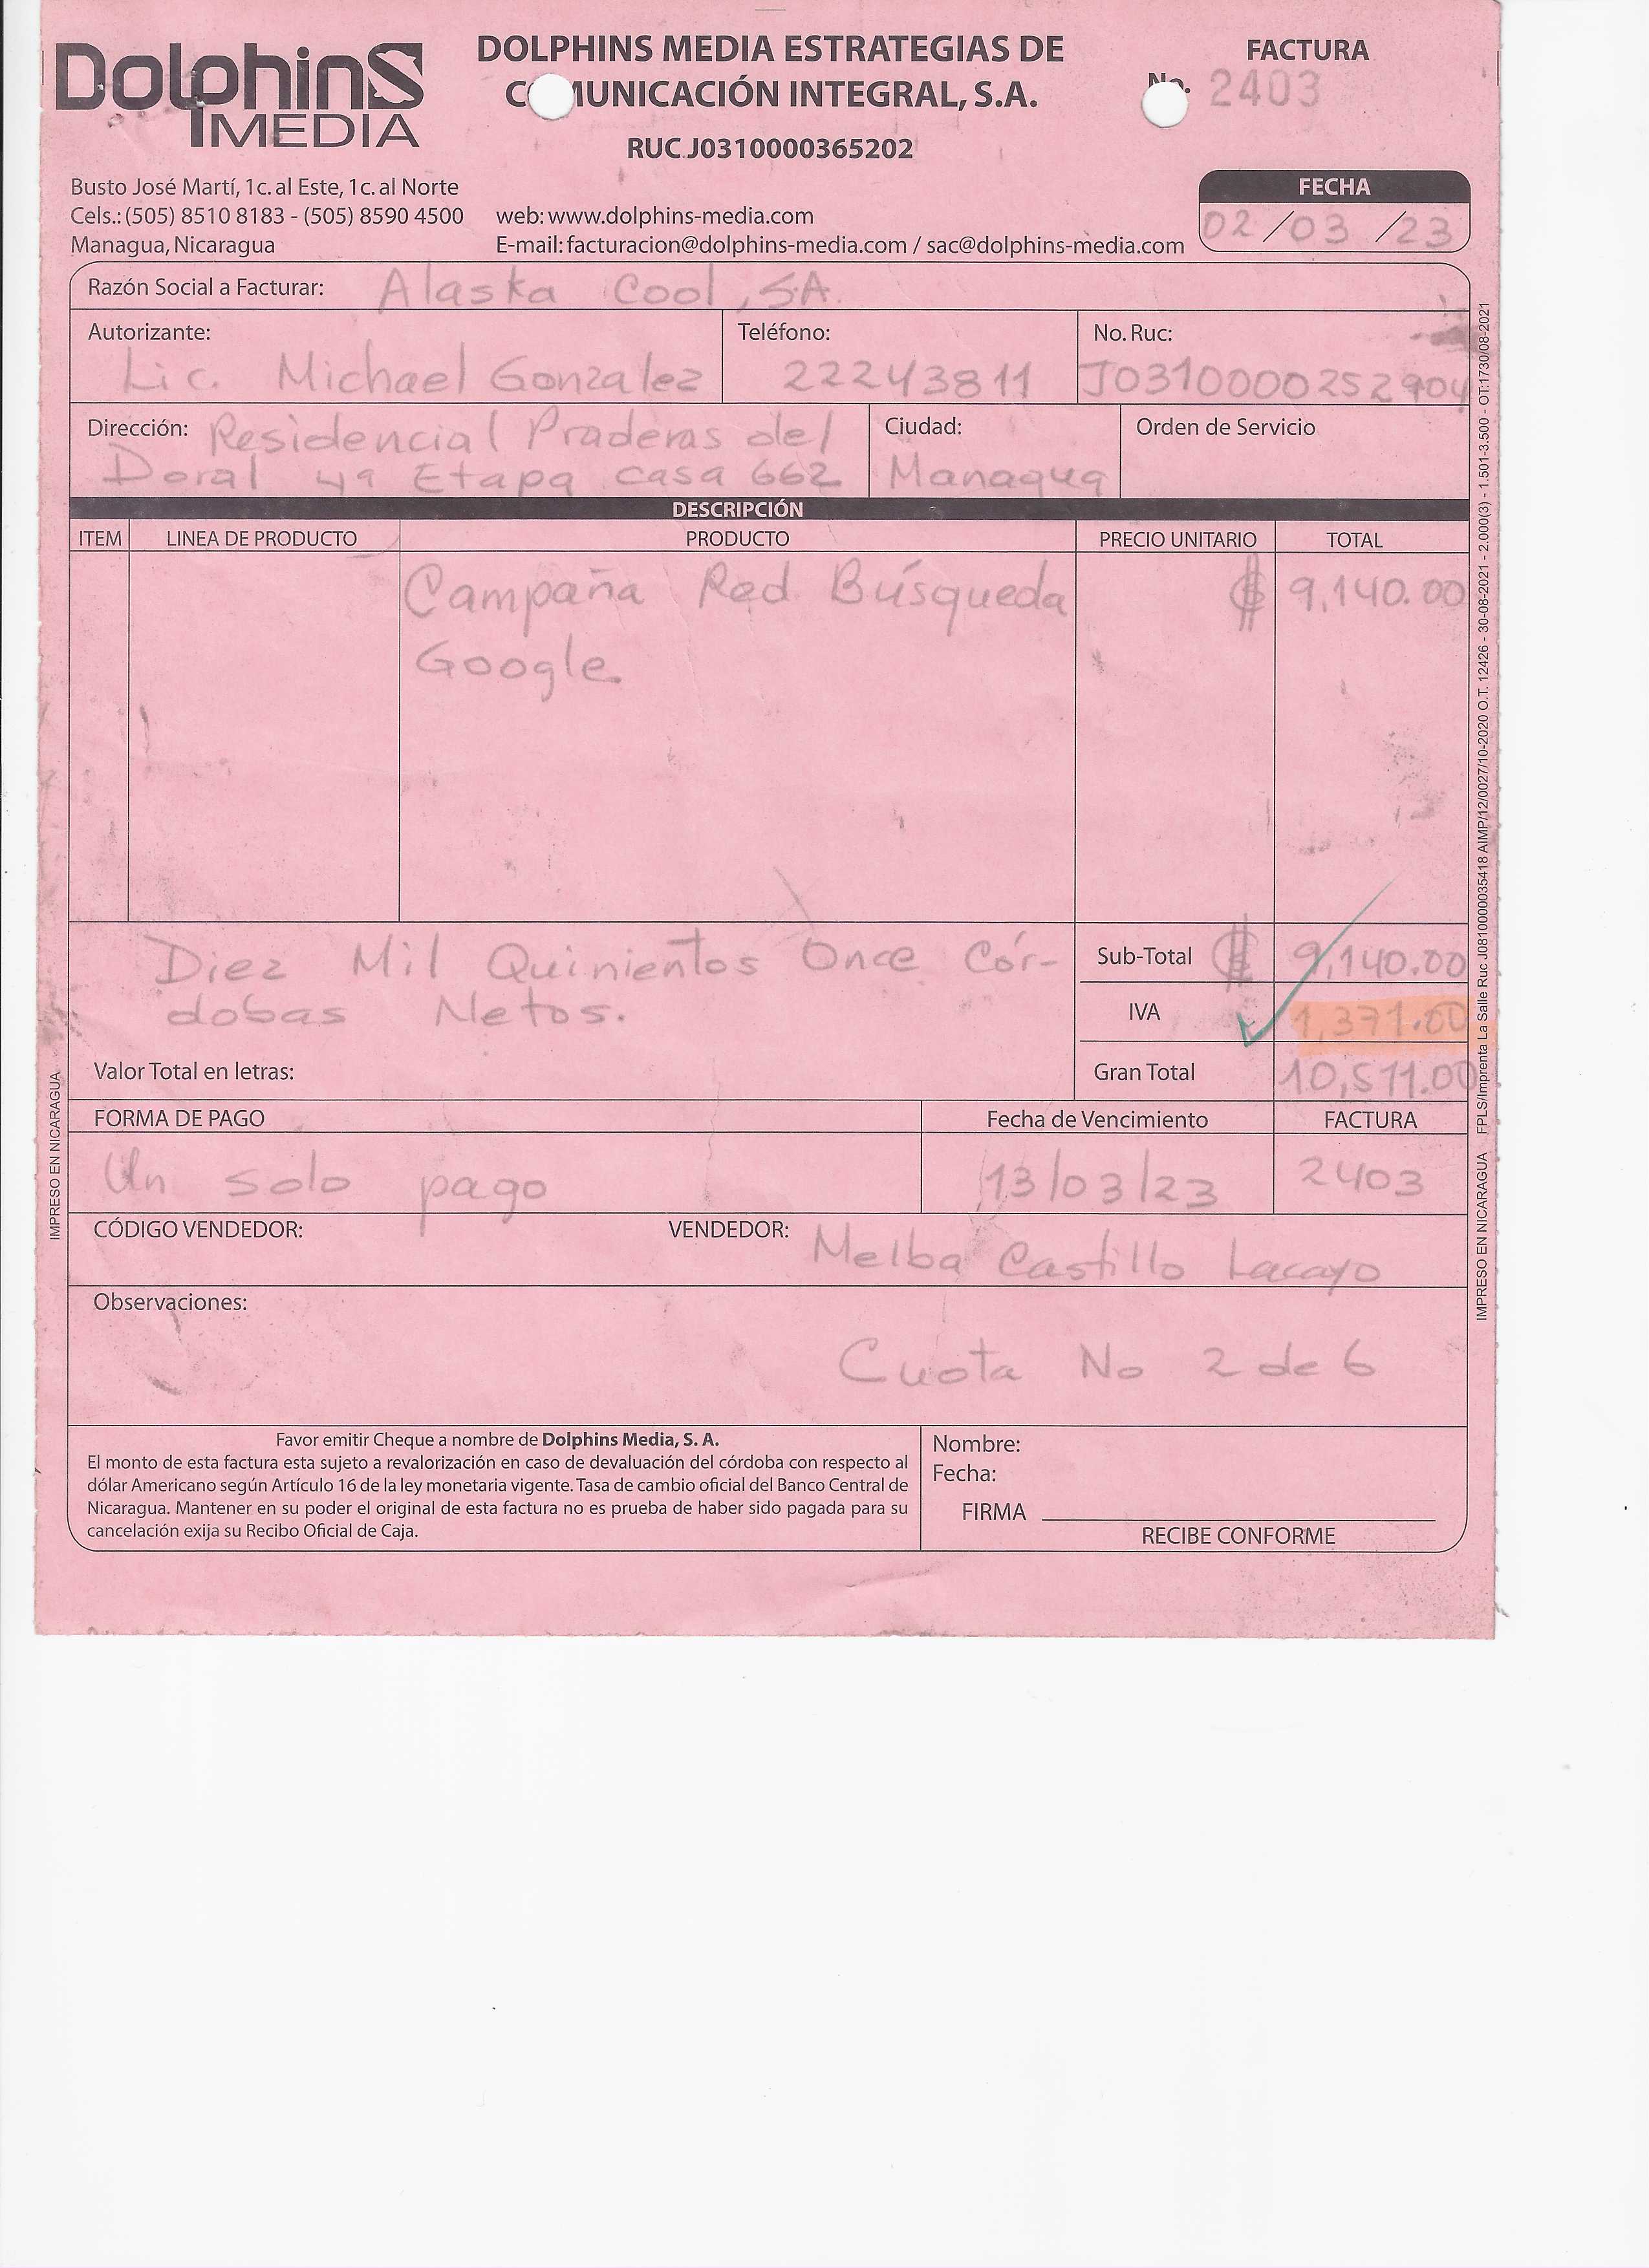 Dolphins
MEDIA
DOLPHINS MEDIA ESTRATEGIAS DE
COMUNICACIÓN INTEGRAL, S.A.
RUC J0310000365202
FACTURA
No. 2403
Busto José Martí, 1c. al Este, 1c. al Norte
Cels.: (505) 8510 8183 - (505) 8590 4500
Managua, Nicaragua
web: www.dolphins-media.com
E-mail: facturacion@dolphins-media.com / sac@dolphins-media.com
FECHA
02/03/23
Razón Social a Facturar: Alaska Cool, S.A.
Autorizante: Teléfono: No. Ruc:
Lic. Michael Gonzalez 22243811 J0310000252904
Dirección: Residencial Praderas del Ciudad: Orden de Servicio
Doral 4ª Etapa casa 662 Managua
DESCRIPCIÓN
ITEM LINEA DE PRODUCTO PRODUCTO PRECIO UNITARIO TOTAL
Campaña Red Búsqueda ₡ 9,140.00
Google
Diez Mil Quinientos Once Cór- Sub-Total ₡ 9,140.00
dobas Netos. IVA 1,371.00
Valor Total en letras: Gran Total 10,511.00
FORMA DE PAGO Fecha de Vencimiento FACTURA
Un solo pago 13/03/23 2403
CÓDIGO VENDEDOR: VENDEDOR: Melba Castillo Lacayo
Observaciones:
Cuota No 2 de 6
Favor emitir Cheque a nombre de Dolphins Media, S. A.
El monto de esta factura esta sujeto a revalorización en caso de devaluación del córdoba con respecto al
dólar Americano según Artículo 16 de la ley monetaria vigente. Tasa de cambio oficial del Banco Central de
Nicaragua. Mantener en su poder el original de esta factura no es prueba de haber sido pagada para su
cancelación exija su Recibo Oficial de Caja.
Nombre:
Fecha:
FIRMA
RECIBE CONFORME
IMPRESO EN NICARAGUA
IMPRESO EN NICARAGUA FPLS/Imprenta La Salle Ruc J0810000035418 AIMP/12/0027/10-2020 O.T. 12426 - 30-08-2021 - 2.000(3) - 1.501-3.500 - OT:1730/08-2021